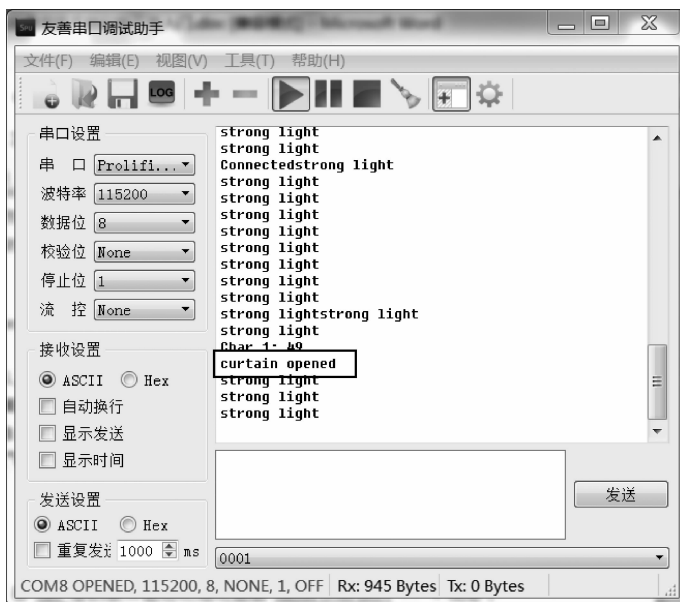 友善串口调试助手
文件(F) 编辑(E) 视图(V) 工具(T) 帮助(H)
LOG
串口设置
串 口 Prolifi...
波特率 115200
数据位 8
校验位 None
停止位 1
流 控 None
接收设置
ASCII Hex
自动换行
显示发送
显示时间
发送设置
ASCII Hex
重复发 1000 ms
strong light
strong light
Connectedstrong light
strong light
strong light
strong light
strong light
strong light
strong light
strong light
strong light
strong lightstrong light
strong light
Char 1: 49
curtain opened
strong light
strong light
strong light
发送
0001
COM8 OPENED, 115200, 8, NONE, 1, OFF Rx: 945 Bytes Tx: 0 Bytes